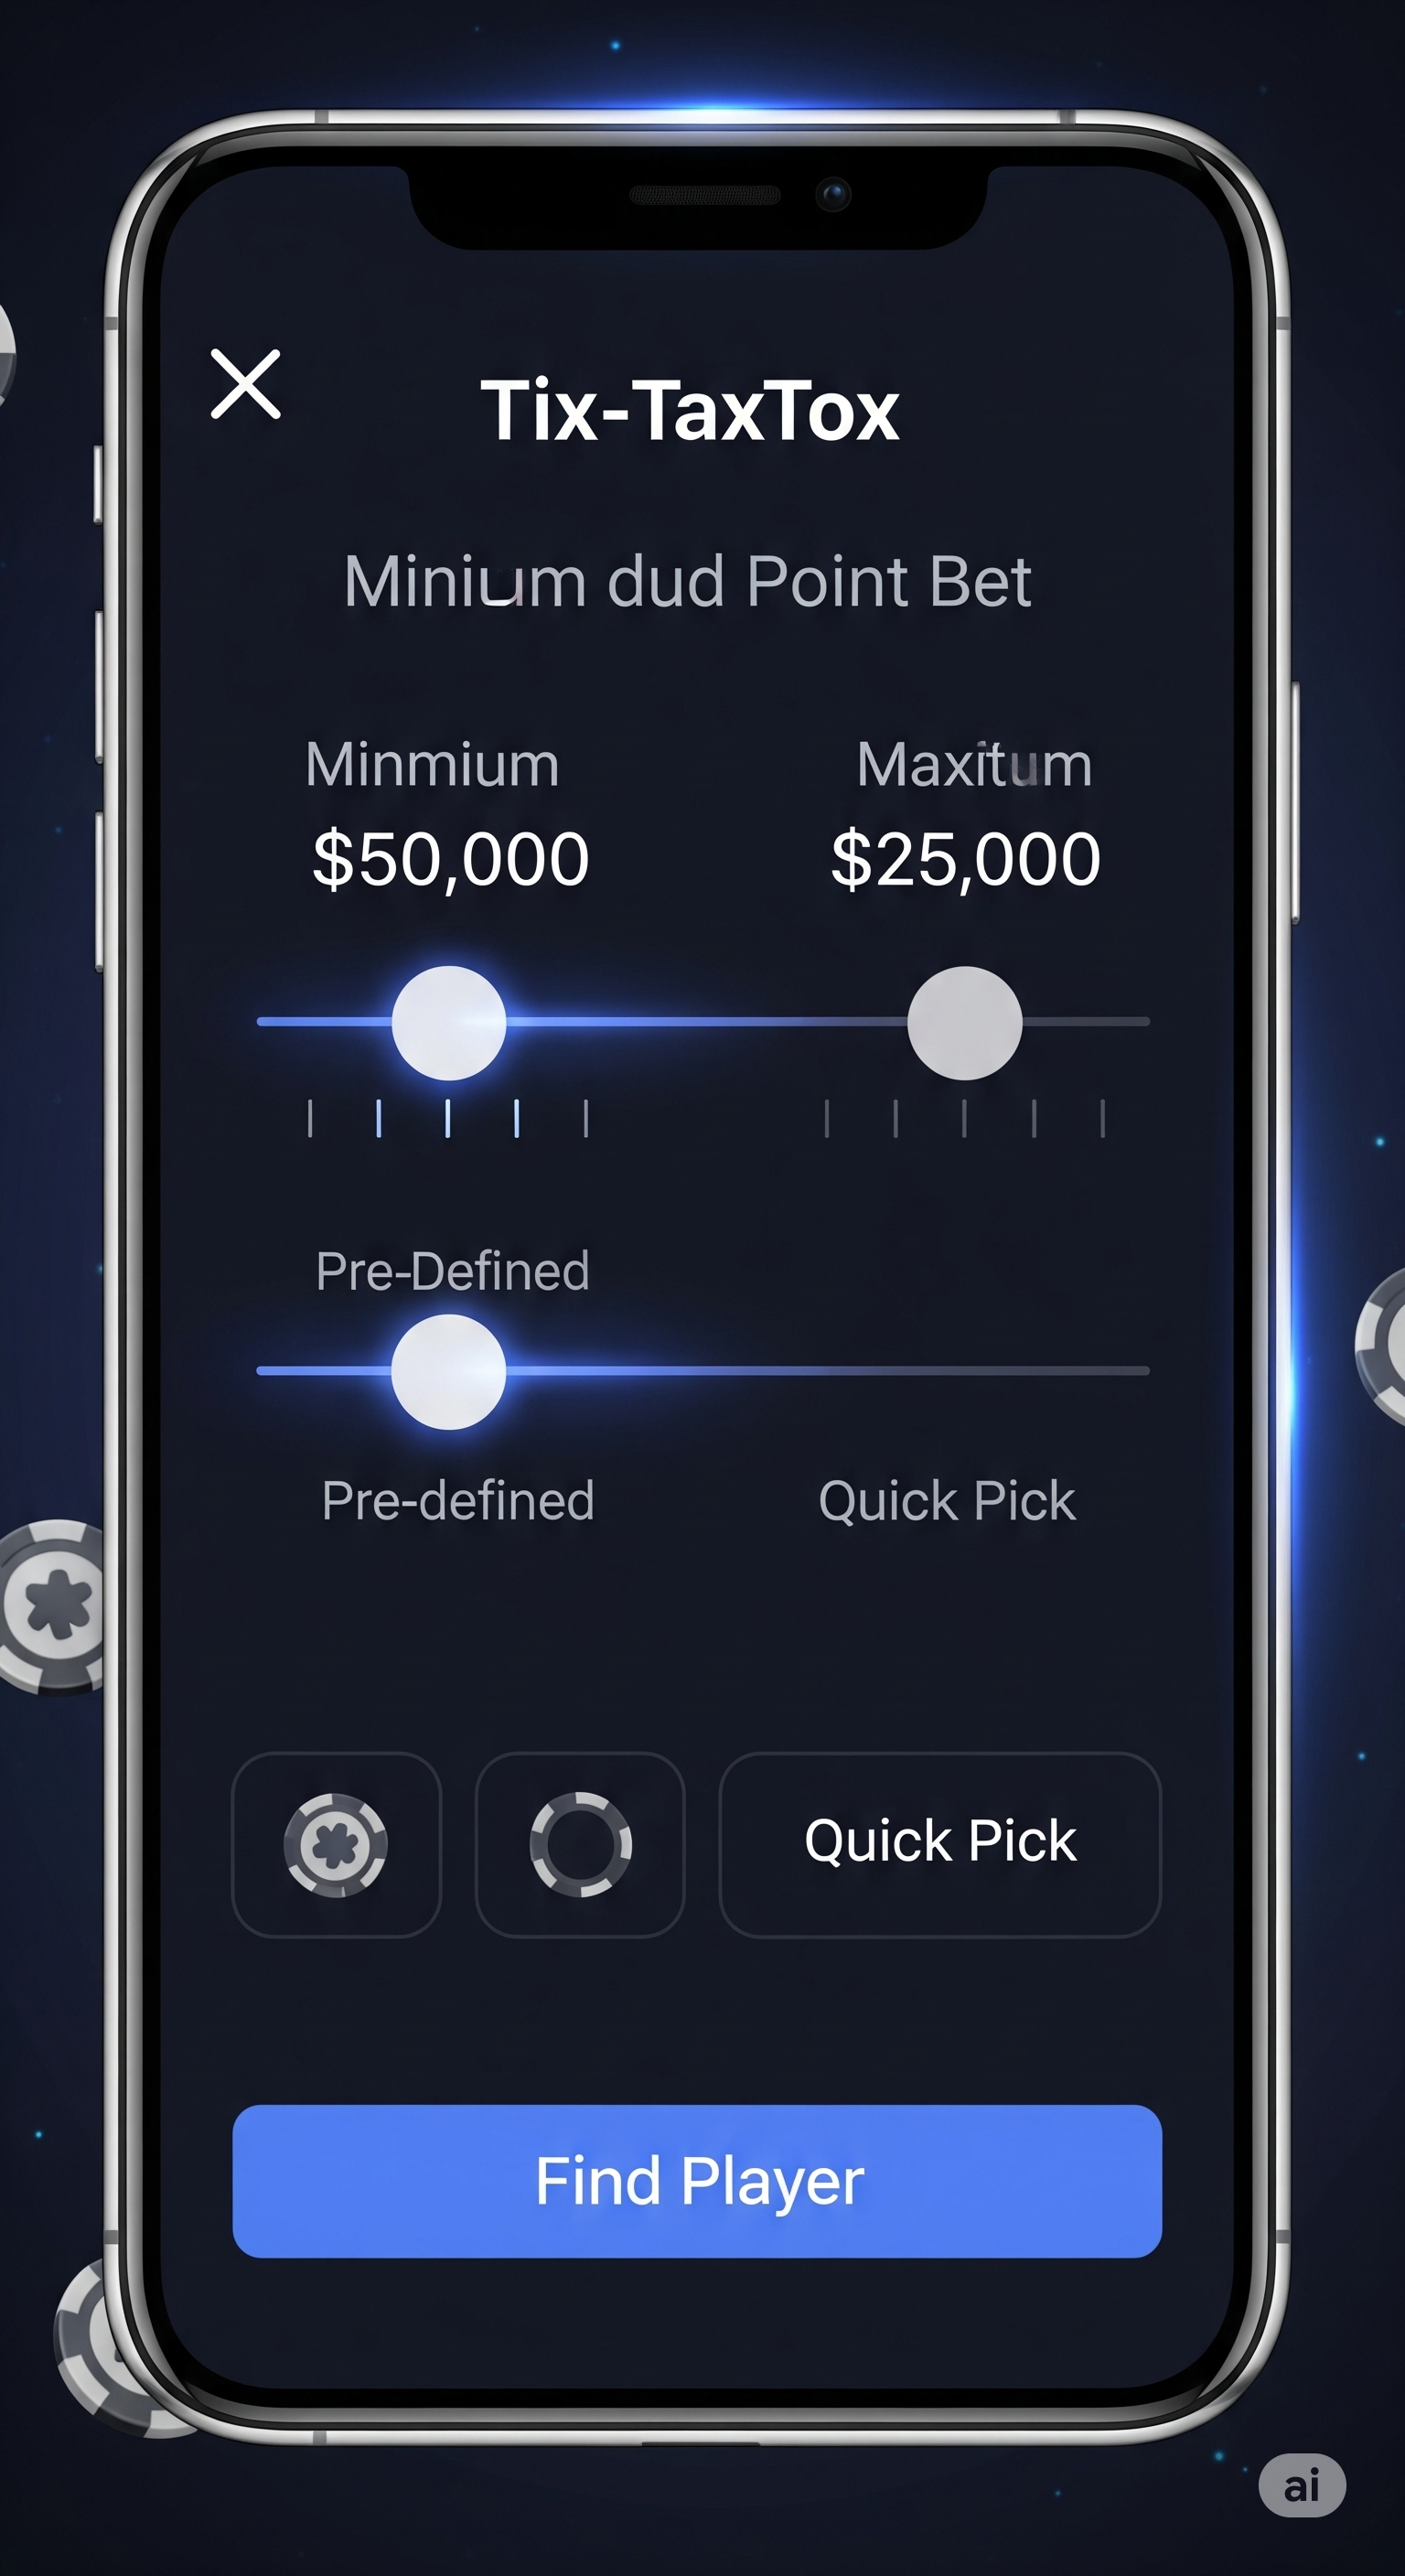 Tix-TaxTox
Minium dud Point Bet
Minmium Maxitum
$50,000 $25,000
Pre-Defined
Pre-defined Quick Pick
Quick Pick
Find Player
ai